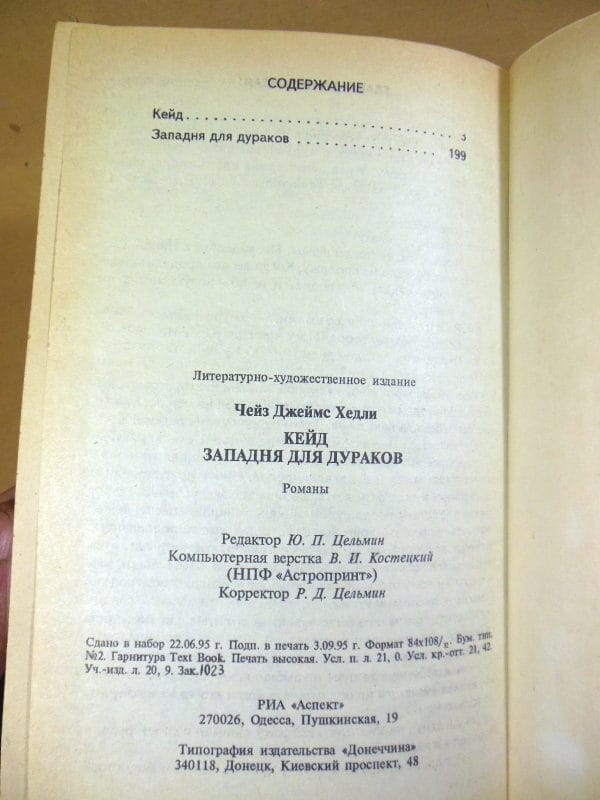 СОДЕРЖАНИЕ
Кейд . . . . . . . . . . . . . . . . . . . . . . . . . . . . 3
Западня для дураков . . . . . . . . . . . . . . . 199
Литературно-художественное издание
Чейз Джеймс Хедли
КЕЙД
ЗАПАДНЯ ДЛЯ ДУРАКОВ
Романы
Редактор Ю. П. Цельмин
Компьютерная верстка В. И. Костецкий
(НПФ «Астропринт»)
Корректор Р. Д. Цельмин
Сдано в набор 22.06.95 г. Подп. в печать 3.09.95 г. Формат 84х108/ Бум. тип.
№2. Гарнитура Text Book. Печать высокая. Усл. п. л. 21, 0. Усл. кр.-отт. 21, 42
Уч.-изд. л. 20, 9. Зак.1023
РИА «Аспект»
270026, Одесса, Пушкинская, 19
Типография издательства «Донеччина»
340118, Донецк, Киевский проспект, 48